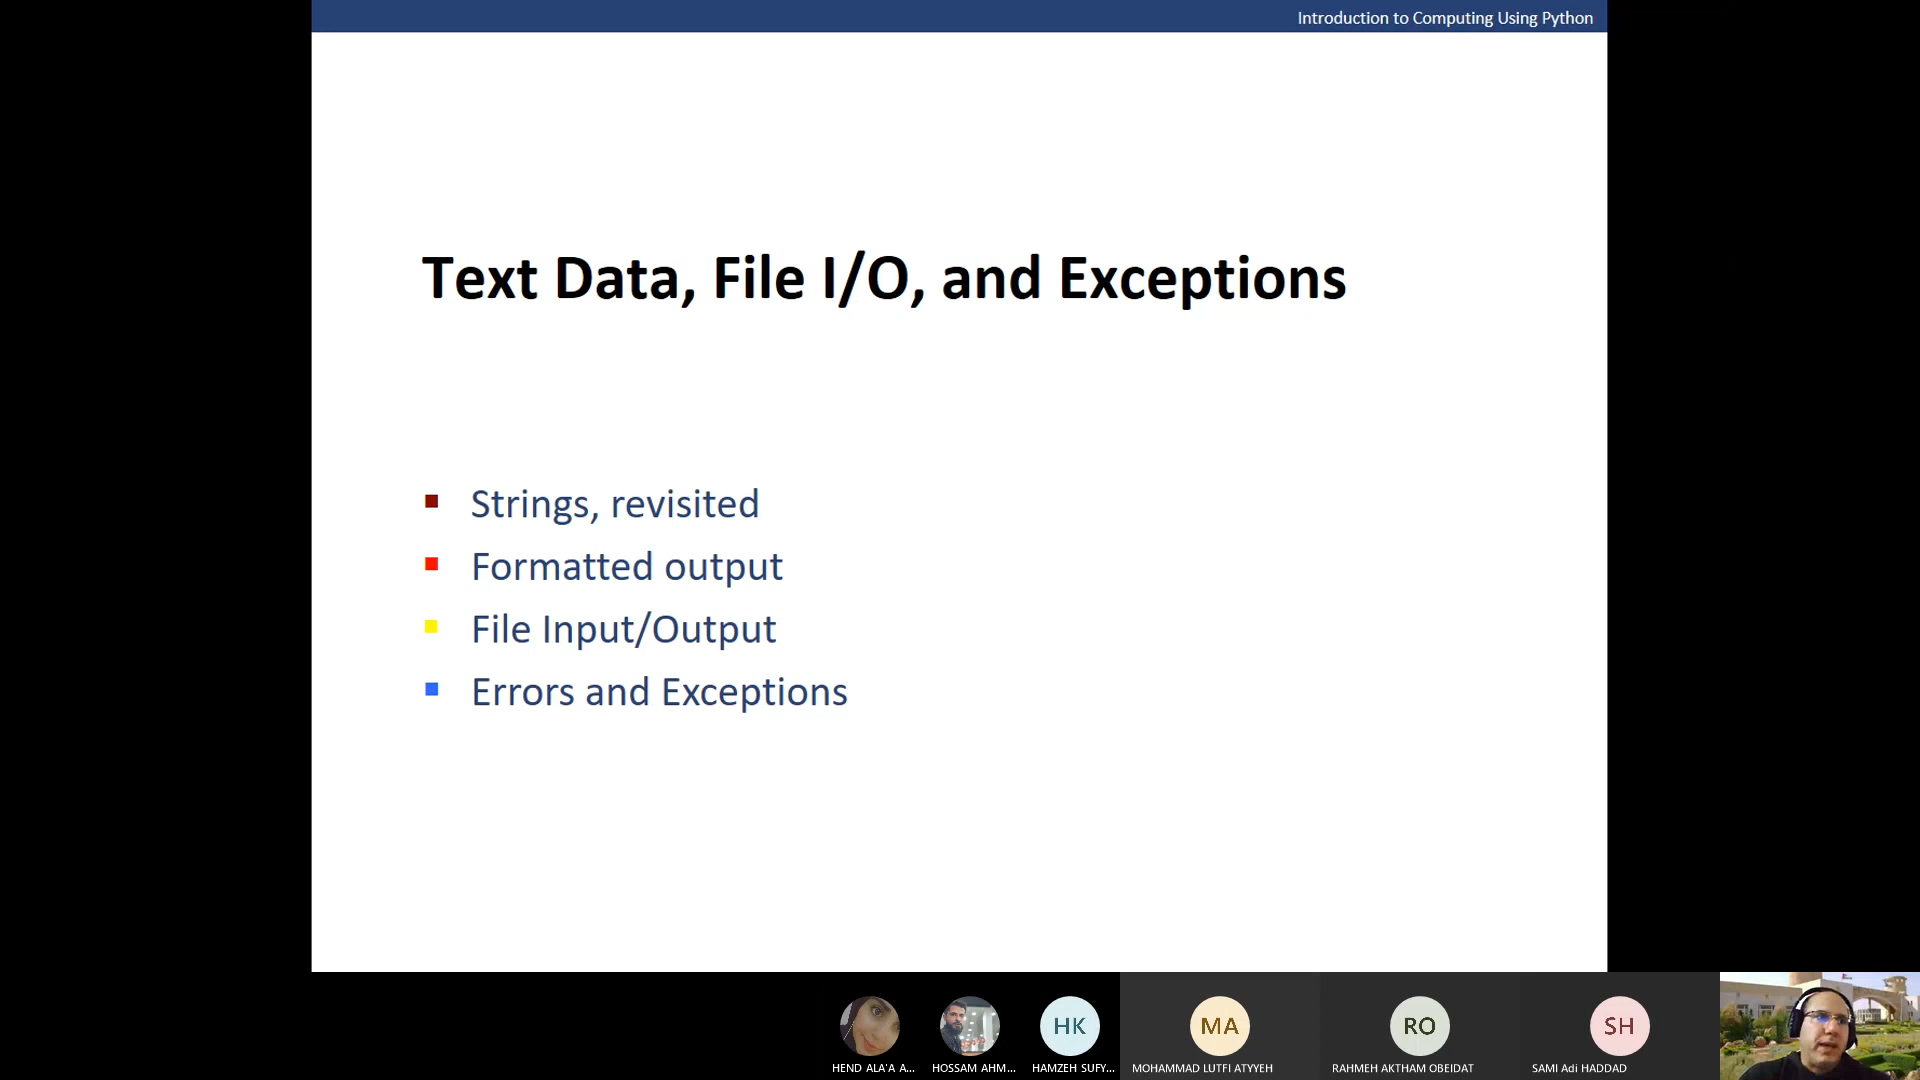 Introduction to Computing Using Python
Text Data, File I/O, and Exceptions
Strings, revisited
Formatted output
File Input/Output
Errors and Exceptions
HK
MA
RO
SH
HEND ALA'A A...
HOSSAM AHM...
HAMZEH SUFY...
MOHAMMAD LUTFI ATYYEH
RAHMEH AKTHAM OBEIDAT
SAMI Adi HADDAD